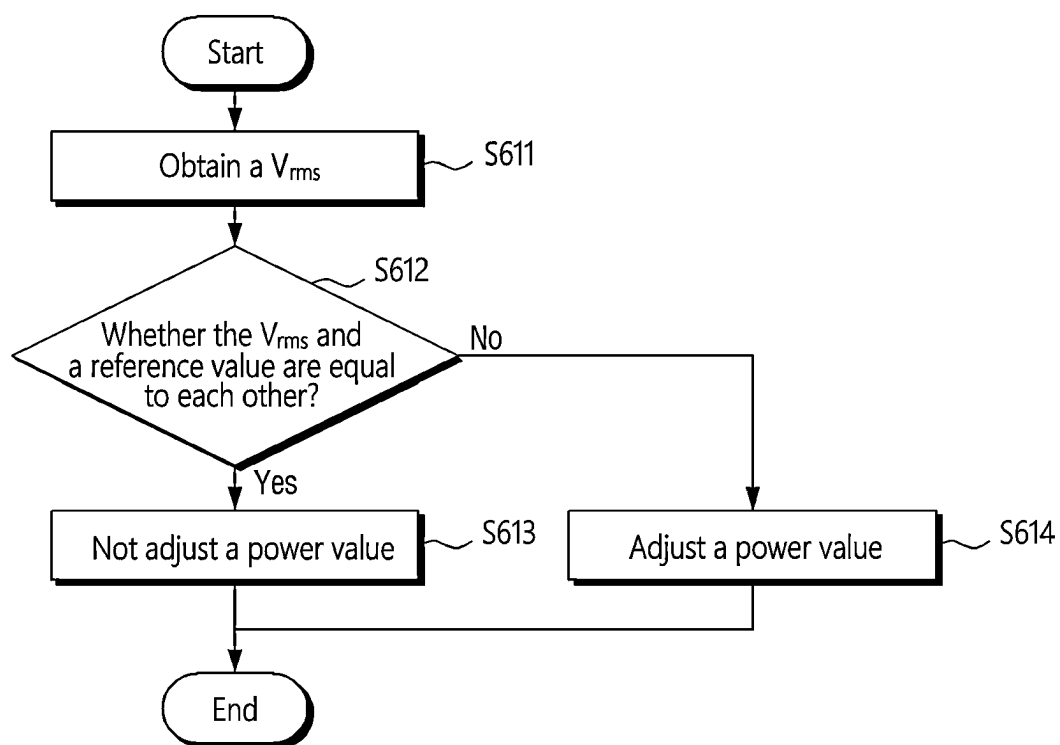 Start
Obtain a Vrms
S611
S612
Whether the Vrms and
a reference value are equal
to each other?
No
Yes
Not adjust a power value
S613
Adjust a power value
S614
End